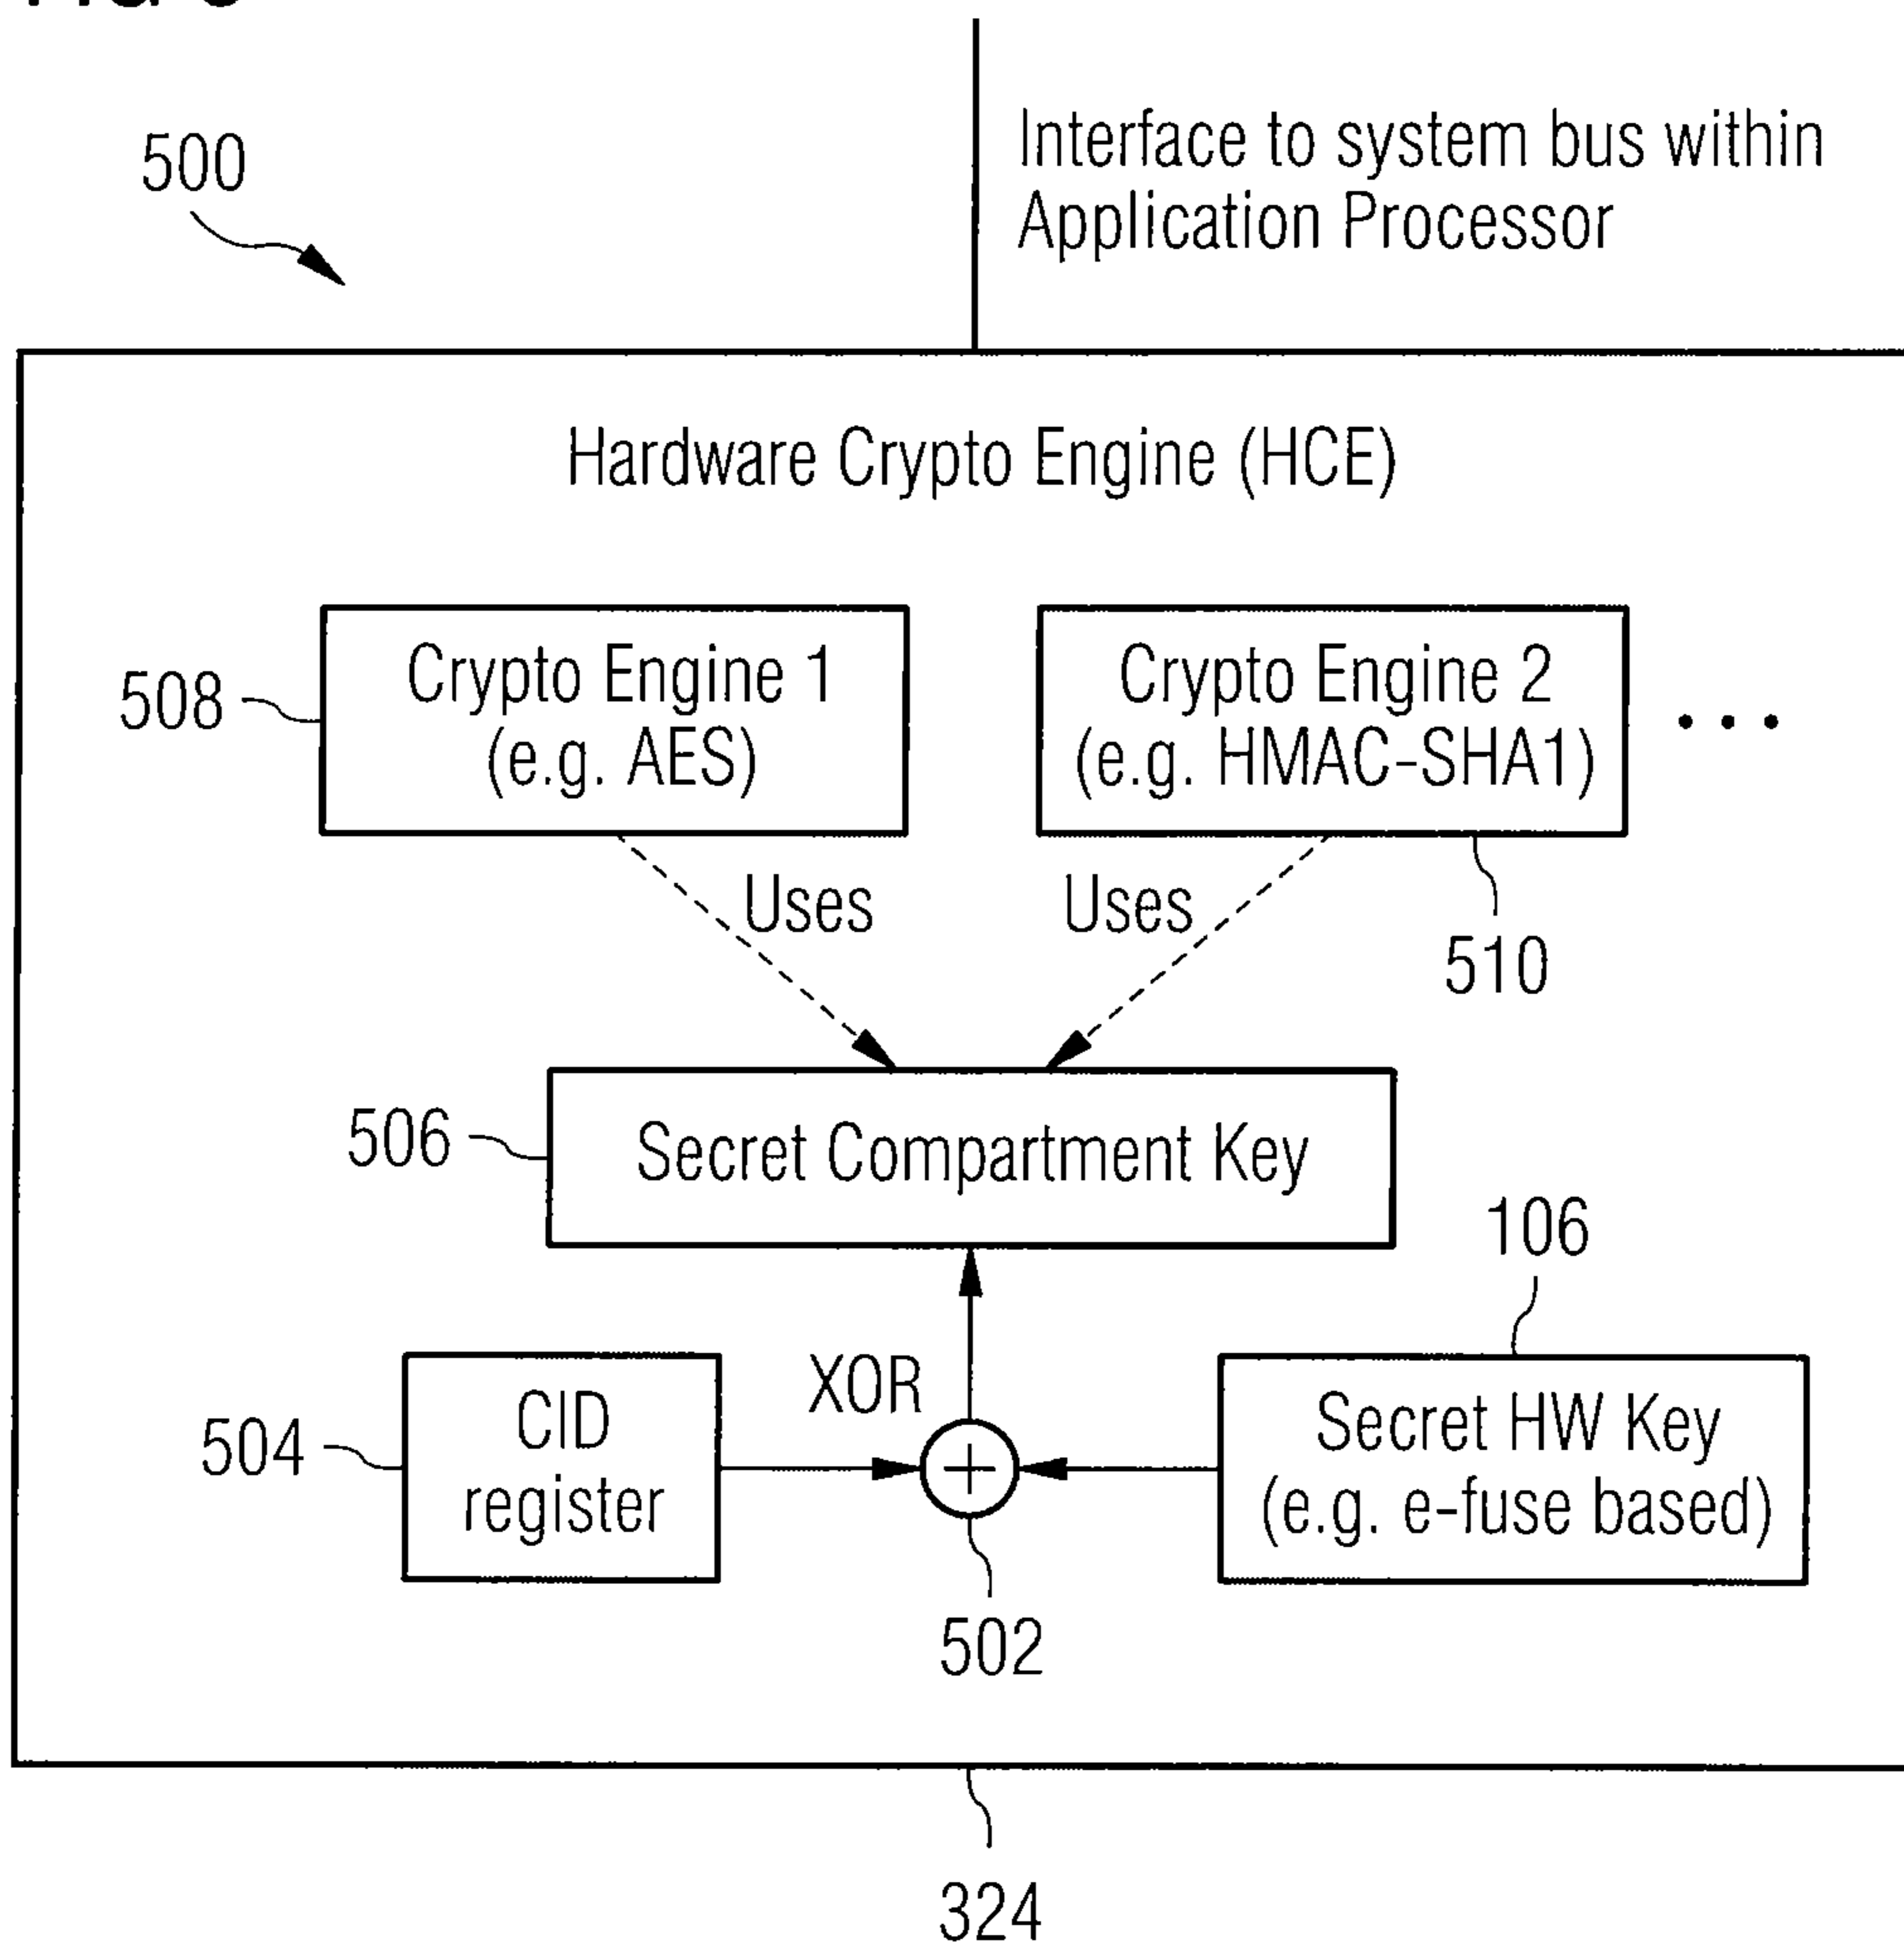 500
Interface to system bus within
Application Processor
Hardware Crypto Engine (HCE)
508
Crypto Engine 1
(e.g. AES)
Crypto Engine 2
(e.g. HMAC-SHA1)
...
Uses
Uses
510
506
Secret Compartment Key
106
504
CID
register
XOR
Secret HW Key
(e.g. e-fuse based)
502
324